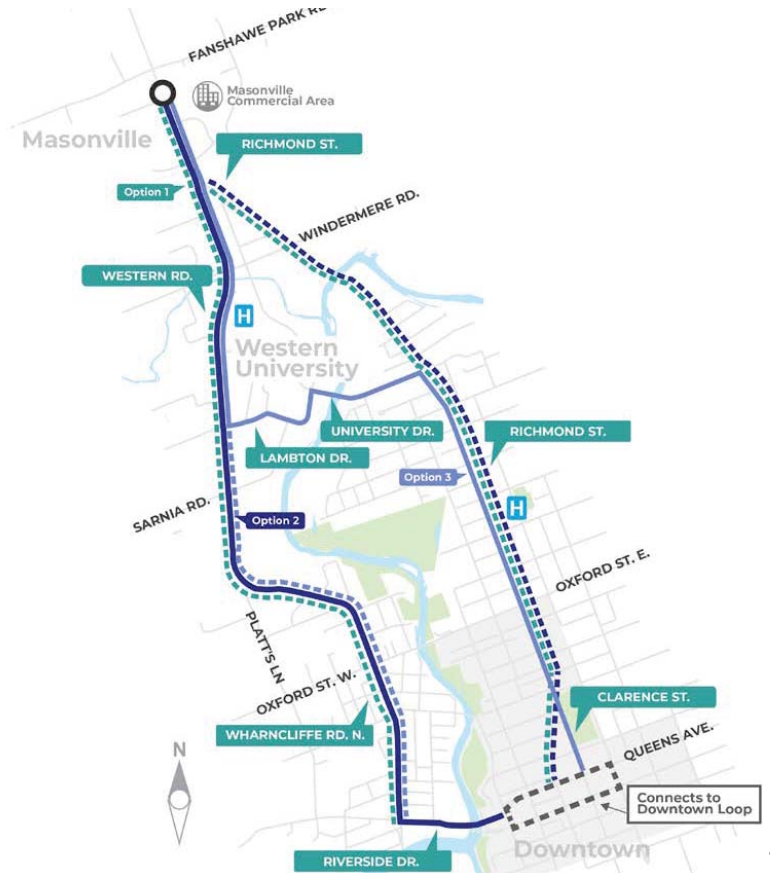 FANSHAWE PARK RD
Masonville
Commercial Area
Masonville
RICHMOND ST.
Option 1
WINDERMERE RD.
WESTERN RD.
H
Western
University
UNIVERSITY DR.
LAMBTON DR.
RICHMOND ST.
Option 3
SARNIA RD.
Option 2
H
OXFORD ST. E.
PLATT'S LN
OXFORD ST. W.
CLARENCE ST.
WHARNCLIFFE RD. N.
QUEENS AVE.
N
Connects to
Downtown Loop
Downtown
RIVERSIDE DR.